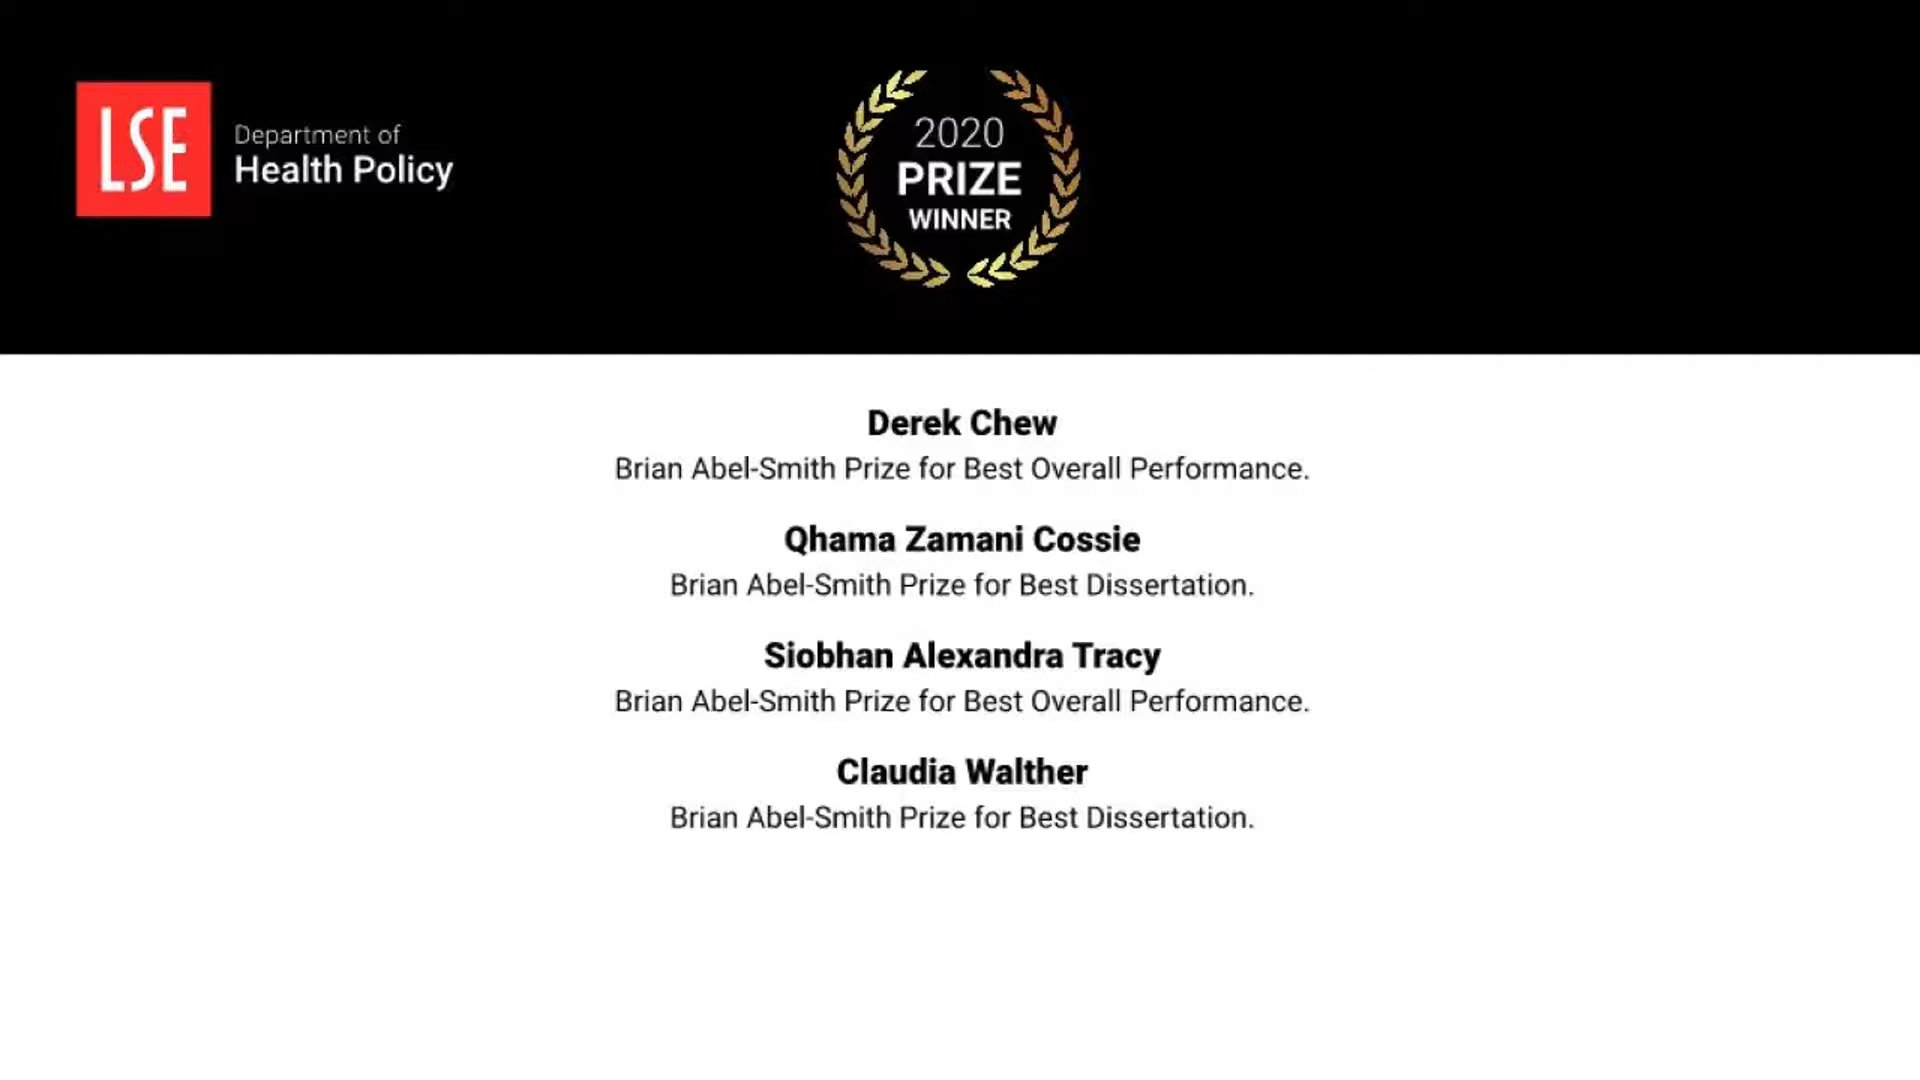 LSE
Department of
Health Policy
2020
PRIZE
WINNER
Derek Chew
Brian Abel-Smith Prize for Best Overall Performance.
Qhama Zamani Cossie
Brian Abel-Smith Prize for Best Dissertation.
Siobhan Alexandra Tracy
Brian Abel-Smith Prize for Best Overall Performance.
Claudia Walther
Brian Abel-Smith Prize for Best Dissertation.